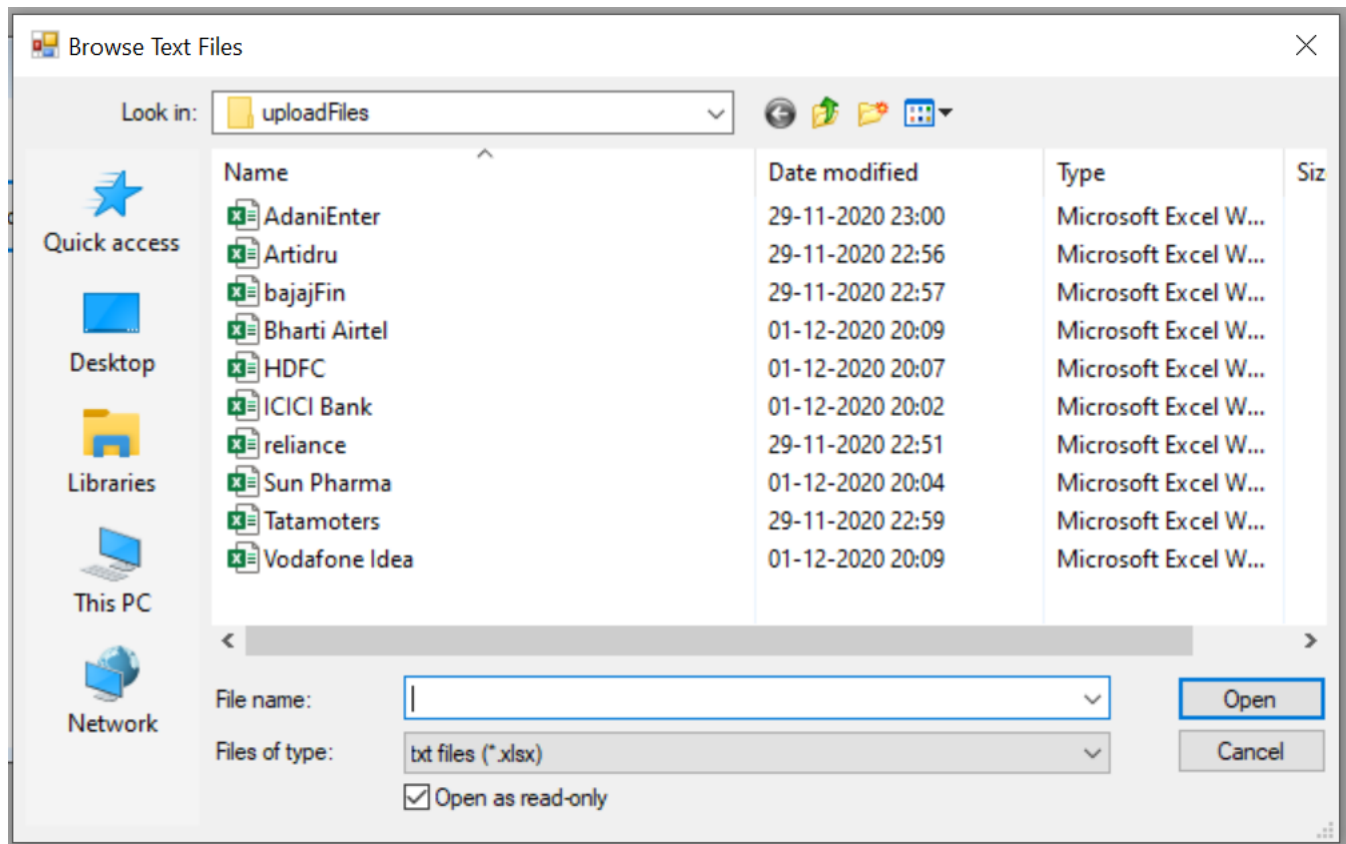 Browse Text Files
Look in: uploadFiles
Name Date modified Type Siz
AdaniEnter 29-11-2020 23:00 Microsoft Excel W...
Artidru 29-11-2020 22:56 Microsoft Excel W...
bajajFin 29-11-2020 22:57 Microsoft Excel W...
Bharti Airtel 01-12-2020 20:09 Microsoft Excel W...
HDFC 01-12-2020 20:07 Microsoft Excel W...
ICICI Bank 01-12-2020 20:02 Microsoft Excel W...
reliance 29-11-2020 22:51 Microsoft Excel W...
Sun Pharma 01-12-2020 20:04 Microsoft Excel W...
Tatamoters 29-11-2020 22:59 Microsoft Excel W...
Vodafone Idea 01-12-2020 20:09 Microsoft Excel W...
Quick access
Desktop
Libraries
This PC
Network
File name: Open
Files of type: txt files (*.xlsx) Cancel
Open as read-only